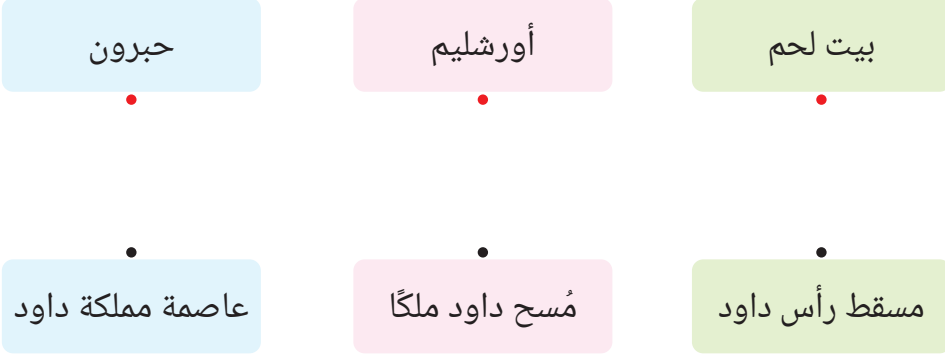 بيت لحم
أورشليم
حبرون
مسقط رأس داود
مُسح داود ملكًا
عاصمة مملكة داود